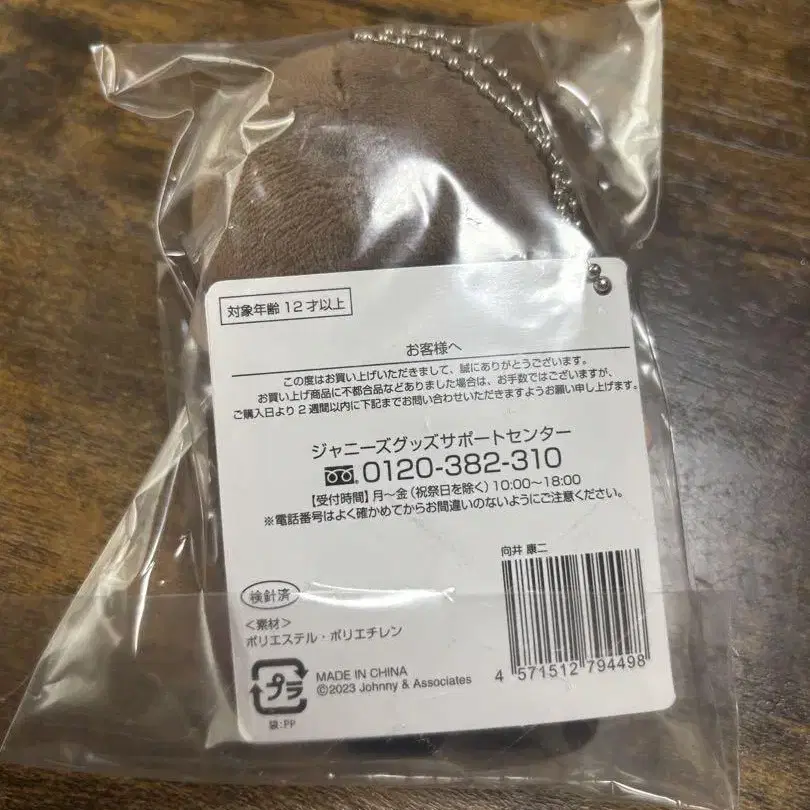 対象年齢12才以上
お客様へ
この度はお買い上げいただきまして、誠にありがとうございます。
お買い上げ商品に不都合品などありました場合は、お手数ではございますが、
ご購入日より2週間以内に下記までお問い合わせいただきますようお願い申し上げます。
ジャニーズグッズサポートセンター
0120-382-310
【受付時間】月～金（祝祭日を除く）10:00～18:00
※電話番号はよく確かめてからお間違いのないようにご注意ください。
向井 康二
検針済
＜素材＞
ポリエステル・ポリエチレン
4 571512 794498
プラ
MADE IN CHINA
©2023 Johnny & Associates
袋:PP